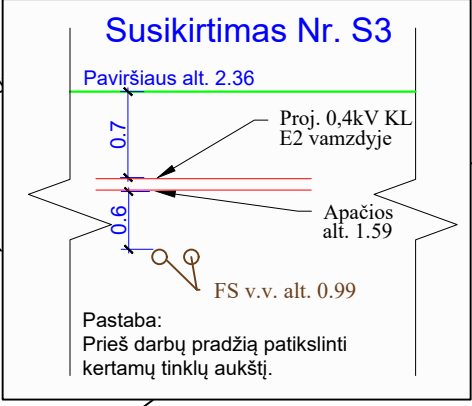 Susikirtimas Nr. S3
Paviršiaus alt. 2.36
0.7
Proj. 0,4kV KL
E2 vamzdyje
0.6
Apačios
alt. 1.59
FS v.v. alt. 0.99
Pastaba:
Prieš darbų pradžią patikslinti
kertamų tinklų aukštį.